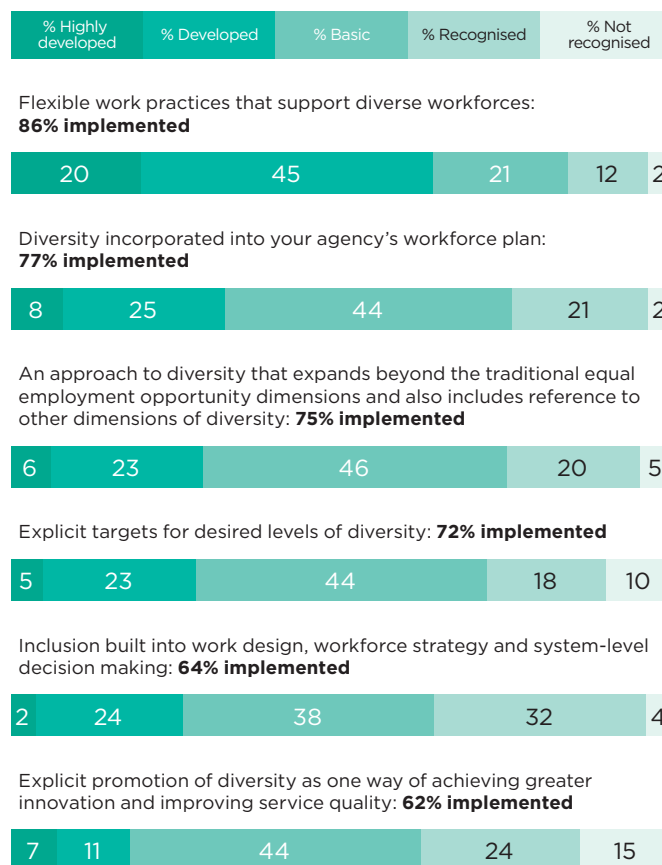 % Highly developed % Developed % Basic % Recognised % Not recognised
Flexible work practices that support diverse workforces:
86% implemented
20 45 21 12 2
Diversity incorporated into your agency’s workforce plan:
77% implemented
8 25 44 21 2
An approach to diversity that expands beyond the traditional equal
employment opportunity dimensions and also includes reference to
other dimensions of diversity: 75% implemented
6 23 46 20 5
Explicit targets for desired levels of diversity: 72% implemented
5 23 44 18 10
Inclusion built into work design, workforce strategy and system-level
decision making: 64% implemented
2 24 38 32 4
Explicit promotion of diversity as one way of achieving greater
innovation and improving service quality: 62% implemented
7 11 44 24 15